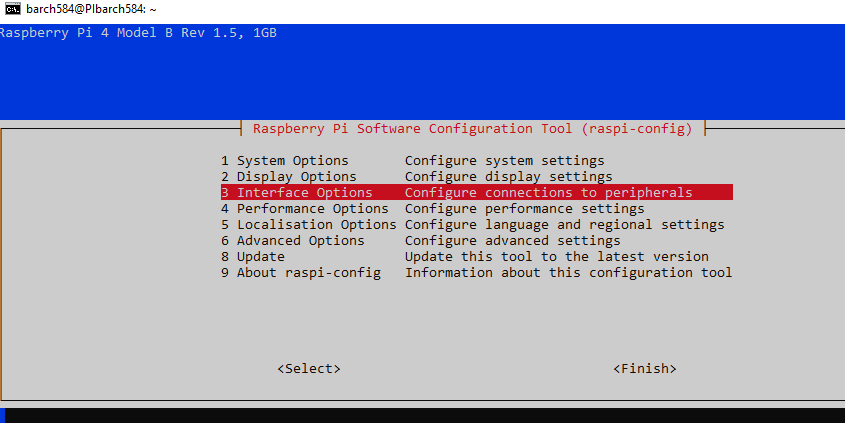 barch584@PIbarch584: ~
Raspberry Pi 4 Model B Rev 1.5, 1GB
Raspberry Pi Software Configuration Tool (raspi-config)
1 System Options Configure system settings
2 Display Options Configure display settings
3 Interface Options Configure connections to peripherals
4 Performance Options Configure performance settings
5 Localisation Options Configure language and regional settings
6 Advanced Options Configure advanced settings
8 Update Update this tool to the latest version
9 About raspi-config Information about this configuration tool
<Select> <Finish>